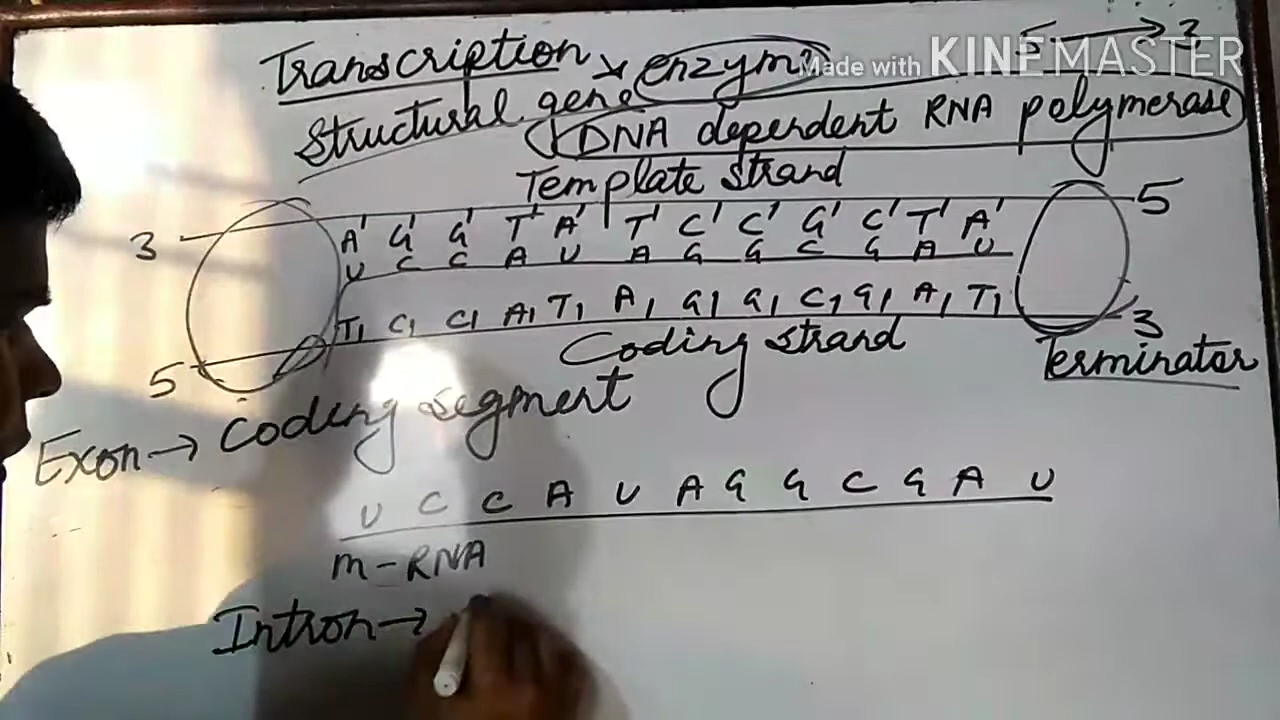 Transcription
5 → 3
Made with KINEMASTER
enzyme
Structural gene
DNA dependent RNA polymerase
Template strand
3 5
A G G T A T C C G C T A
U C C A U A G G C G A U
T C C A T A G G C G A T
5 3
Coding strand
Terminator
Exon → Coding segment
U C C A U A G G C G A U
m-RNA
Intron →